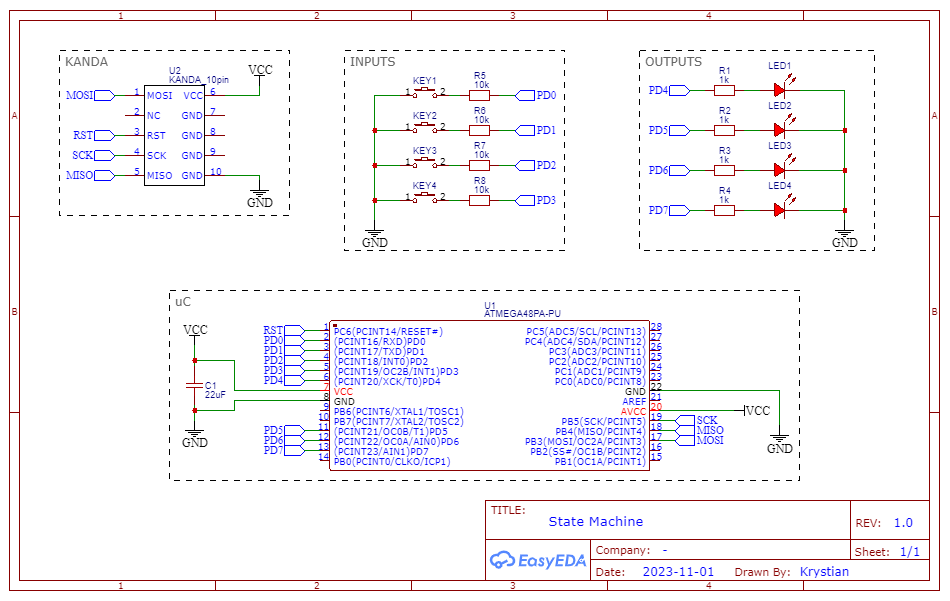 1 2 3 4
A A
B B
KANDA
U2
KANDA_10pin
VCC
MOSI 1 MOSI VCC 6
2 NC GND 7
RST 3 RST GND 8
SCK 4 SCK GND 9
MISO 5 MISO GND 10
GND
INPUTS
KEY1 R5
10k
1 2 PD0
KEY2 R6
10k
1 2 PD1
KEY3 R7
10k
1 2 PD2
KEY4 R8
10k
1 2 PD3
GND
OUTPUTS
R1 LED1
1k
PD4
R2 LED2
1k
PD5
R3 LED3
1k
PD6
R4 LED4
1k
PD7
GND
uC
VCC
C1
22uF
GND
U1
ATMEGA48PA-PU
RST 1 PC6(PCINT14/RESET#) PC5(ADC5/SCL/PCINT13) 28
PD0 2 (PCINT16/RXD)PD0 PC4(ADC4/SDA/PCINT12) 27
PD1 3 (PCINT17/TXD)PD1 PC3(ADC3/PCINT11) 26
PD2 4 (PCINT18/INT0)PD2 PC2(ADC2/PCINT10) 25
PD3 5 (PCINT19/OC2B/INT1)PD3 PC1(ADC1/PCINT9) 24
PD4 6 (PCINT20/XCK/T0)PD4 PC0(ADC0/PCINT8) 23
7 VCC GND 22
8 GND AREF 21
9 PB6(PCINT6/XTAL1/TOSC1) AVCC 20 VCC
10 PB7(PCINT7/XTAL2/TOSC2) PB5(SCK/PCINT5) 19 SCK
PD5 11 (PCINT21/OC0B/T1)PD5 PB4(MISO/PCINT4) 18 MISO
PD6 12 (PCINT22/OC0A/AIN0)PD6 PB3(MOSI/OC2A/PCINT3) 17 MOSI
PD7 13 (PCINT23/AIN1)PD7 PB2(SS#/OC1B/PCINT2) 16
14 PB0(PCINT0/CLKO/ICP1) PB1(OC1A/PCINT1) 15
GND
TITLE:
State Machine
REV: 1.0
EasyEDA
Company: -
Sheet: 1/1
Date: 2023-11-01 Drawn By: Krystian
1 2 3 4